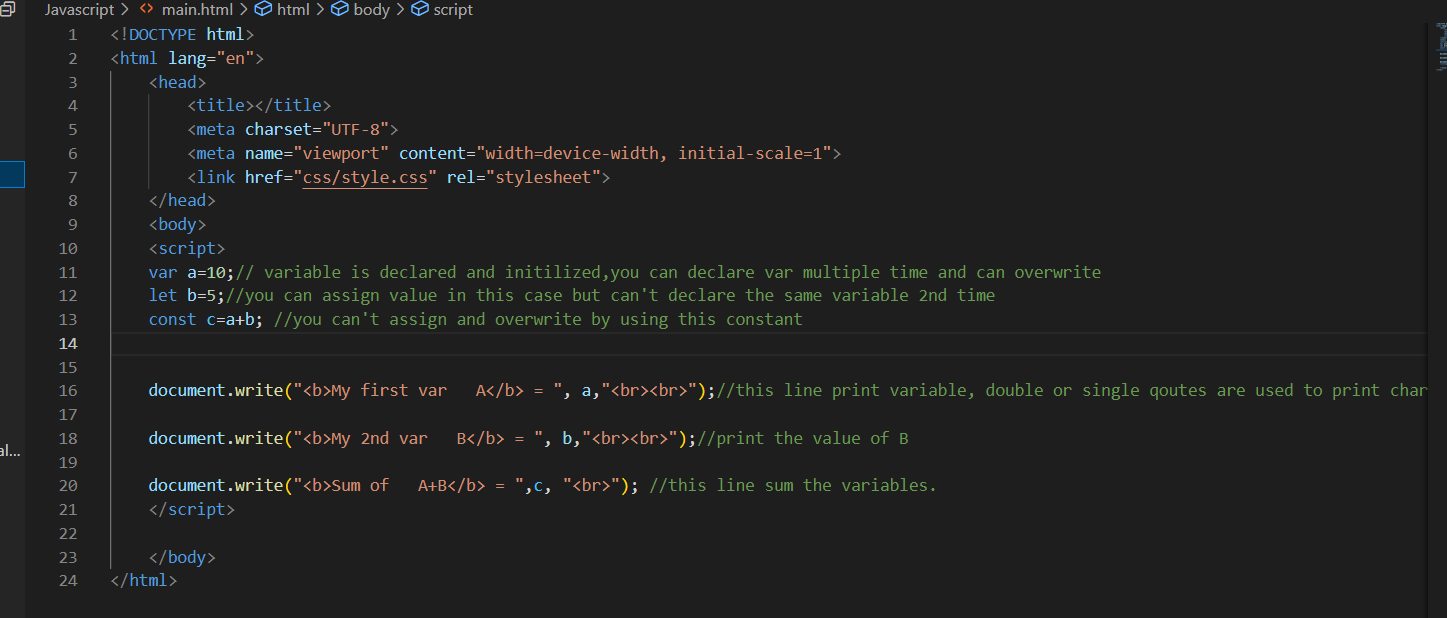 Javascript > main.html > html > body > script
1 <!DOCTYPE html>
2 <html lang="en">
3     <head>
4         <title></title>
5         <meta charset="UTF-8">
6         <meta name="viewport" content="width=device-width, initial-scale=1">
7         <link href="css/style.css" rel="stylesheet">
8     </head>
9     <body>
10     <script>
11     var a=10;// variable is declared and initilized,you can declare var multiple time and can overwrite
12     let b=5;//you can assign value in this case but can't declare the same variable 2nd time
13     const c=a+b; //you can't assign and overwrite by using this constant
14
15
16     document.write("<b>My first var   A</b> = ", a,"<br><br>");//this line print variable, double or single qoutes are used to print char
17
18     document.write("<b>My 2nd var   B</b> = ", b,"<br><br>");//print the value of B
al...
19
20     document.write("<b>Sum of   A+B</b> = ",c, "<br>"); //this line sum the variables.
21     </script>
22
23     </body>
24 </html>